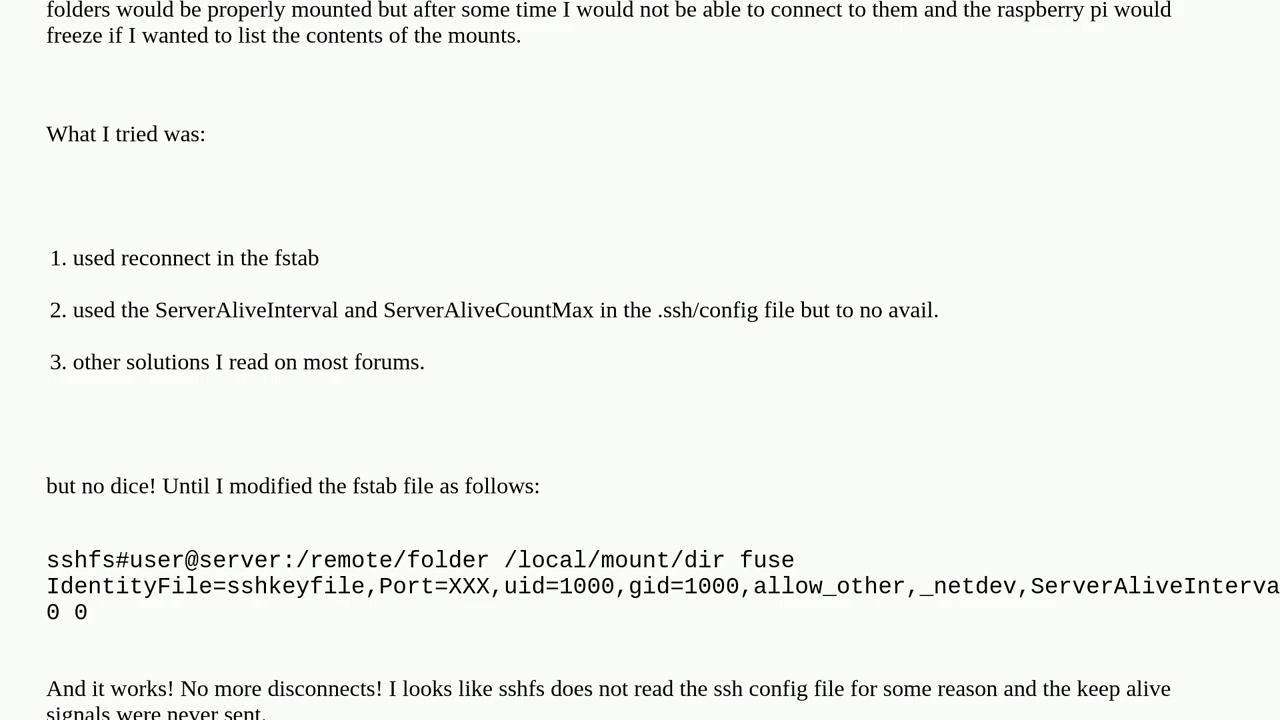 folders would be properly mounted but after some time I would not be able to connect to them and the raspberry pi would
freeze if I wanted to list the contents of the mounts.
What I tried was:
1. used reconnect in the fstab
2. used the ServerAliveInterval and ServerAliveCountMax in the .ssh/config file but to no avail.
3. other solutions I read on most forums.
but no dice! Until I modified the fstab file as follows:
sshfs#user@server:/remote/folder /local/mount/dir fuse
IdentityFile=sshkeyfile,Port=XXX,uid=1000,gid=1000,allow_other,_netdev,ServerAliveInterva
0 0
And it works! No more disconnects! I looks like sshfs does not read the ssh config file for some reason and the keep alive
signals were never sent.